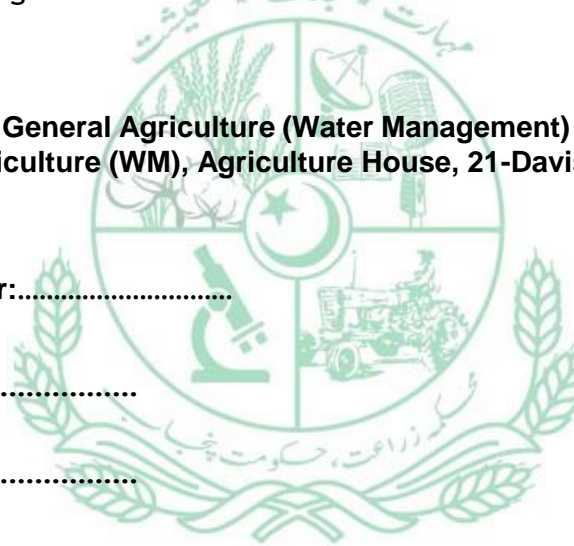 General Agriculture (Water Management)
iculture (WM), Agriculture House, 21-Davis
r:..............................
................
................
محکمہ زراعت، حکومت پنجاب